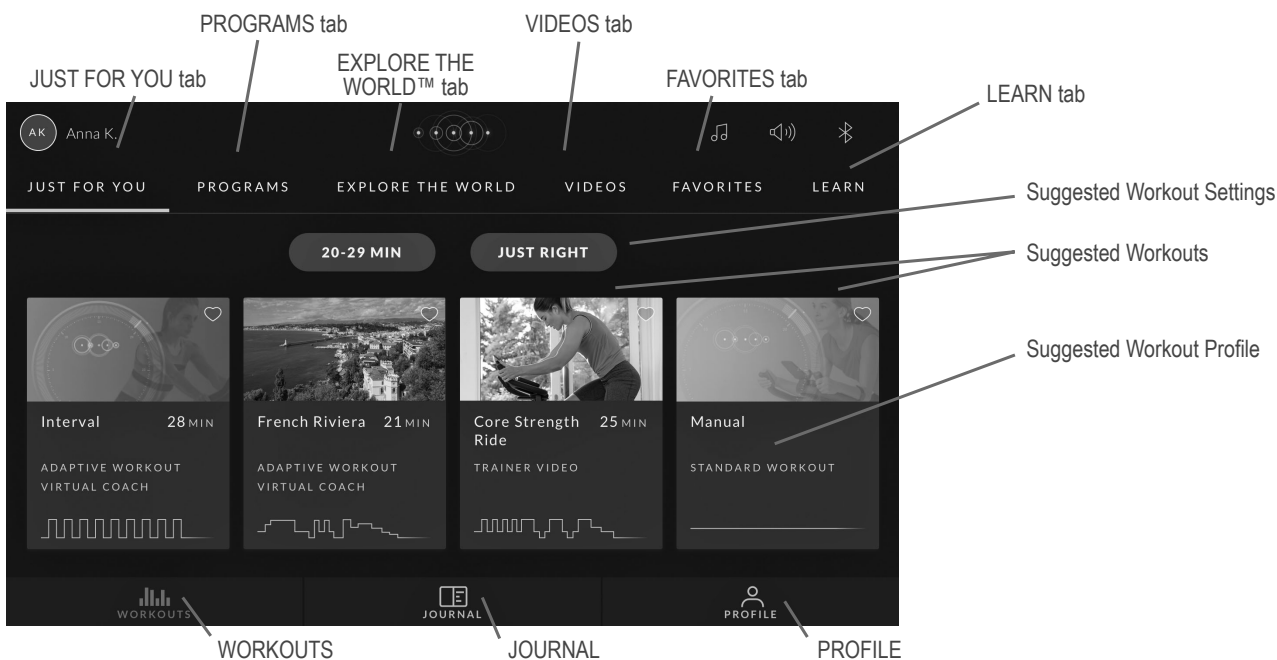 PROGRAMS tab
VIDEOS tab
JUST FOR YOU tab
EXPLORE THE
WORLD™ tab
FAVORITES tab
LEARN tab
AK
Anna K.
JUST FOR YOU
PROGRAMS
EXPLORE THE WORLD
VIDEOS
FAVORITES
LEARN
Suggested Workout Settings
20-29 MIN
JUST RIGHT
Suggested Workouts
Suggested Workout Profile
Interval 28 MIN
ADAPTIVE WORKOUT
VIRTUAL COACH
French Riviera 21 MIN
ADAPTIVE WORKOUT
VIRTUAL COACH
Core Strength 25 MIN
Ride
TRAINER VIDEO
Manual
STANDARD WORKOUT
WORKOUTS
JOURNAL
PROFILE
WORKOUTS
JOURNAL
PROFILE